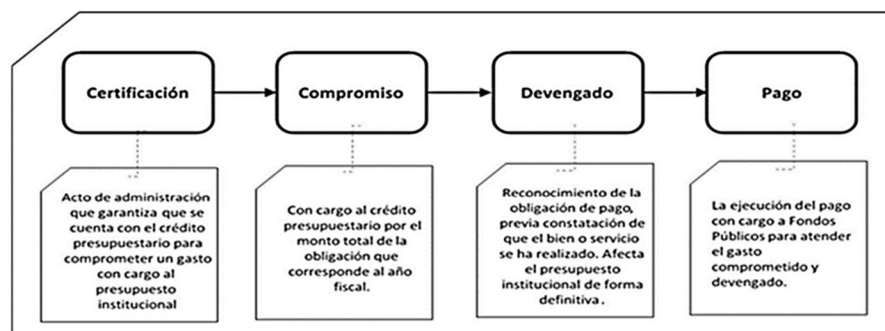 Certificación
Compromiso
Devengado
Pago
Acto de administración
que garantiza que se
cuenta con el crédito
presupuestario para
comprometer un gasto
con cargo al
presupuesto
institucional
Con cargo al crédito
presupuestario por el
monto total de la
obligación que
corresponde al año
fiscal.
Reconocimiento de la
obligación de pago,
previa constatación de
que el bien o servicio
se ha realizado. Afecta
el presupuesto
institucional de forma
definitiva.
La ejecución del pago
con cargo a Fondos
Públicos para atender
el gasto
comprometido y
devengado.